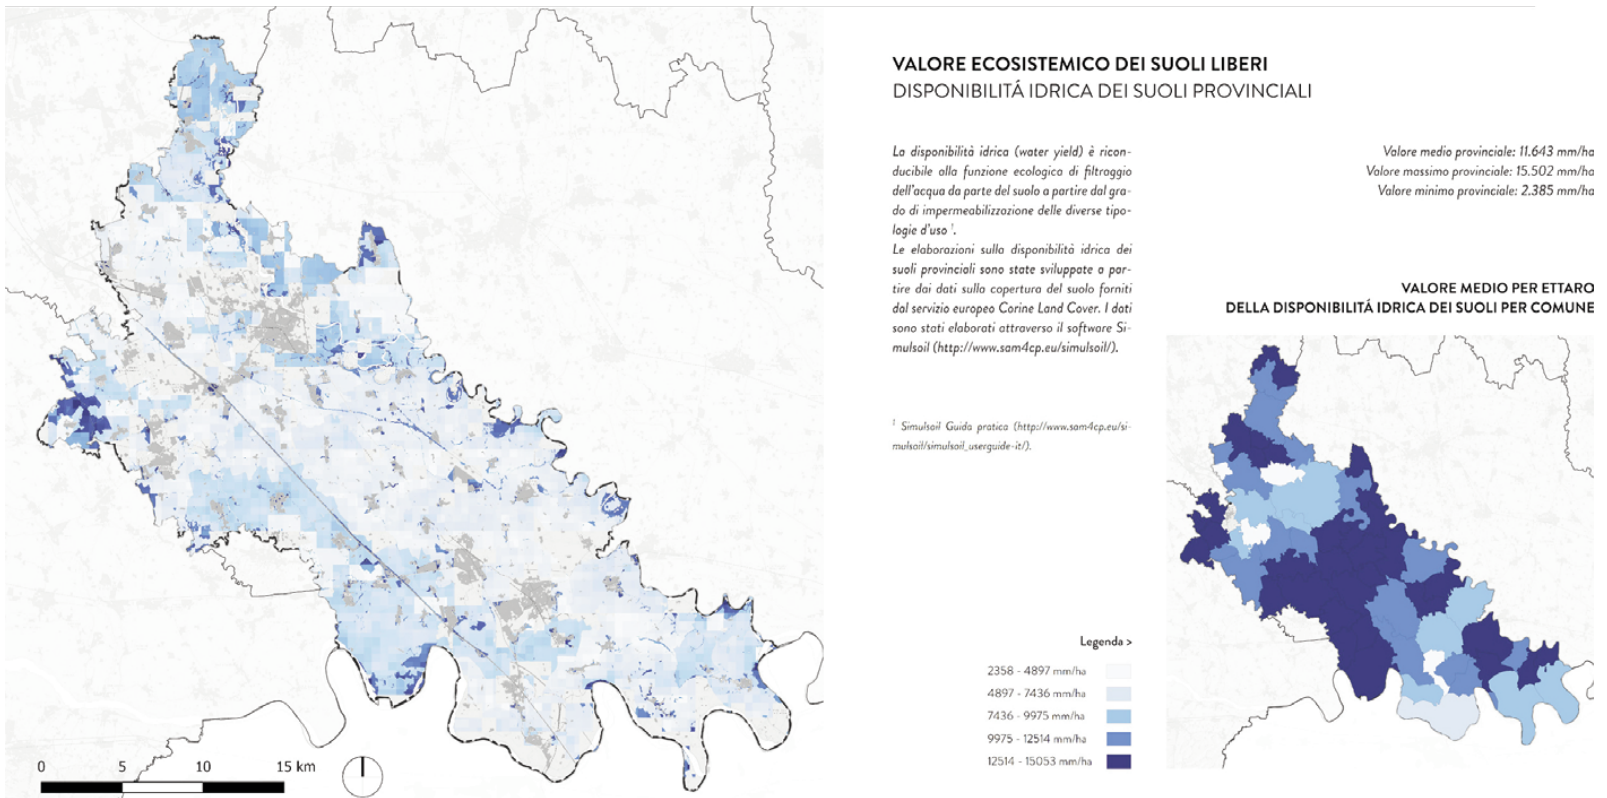 VALORE ECOSISTEMICO DEI SUOLI LIBERI
DISPONIBILITÁ IDRICA DEI SUOLI PROVINCIALI
La disponibilità idrica (water yield) è ricon-
ducibile alla funzione ecologica di filtraggio
dell'acqua da parte del suolo a partire dal gra-
do di impermeabilizzazione delle diverse tipo-
logie d'uso ¹.
Le elaborazioni sulla disponibilità idrica dei
suoli provinciali sono state sviluppate a par-
tire dai dati sulla copertura del suolo forniti
dal servizio europeo Corine Land Cover. I dati
sono stati elaborati attraverso il software Si-
mulsoil (http://www.sam4cp.eu/simulsoil/).
¹ Simulsoil Guida pratica (http://www.sam4cp.eu/si-
mulsoil/simulsoil_userguide-it/).
Valore medio provinciale: 11.643 mm/ha
Valore massimo provinciale: 15.502 mm/ha
Valore minimo provinciale: 2.385 mm/ha
VALORE MEDIO PER ETTARO
DELLA DISPONIBILITÁ IDRICA DEI SUOLI PER COMUNE
Legenda >
2358 - 4897 mm/ha
4897 - 7436 mm/ha
7436 - 9975 mm/ha
9975 - 12514 mm/ha
12514 - 15053 mm/ha
0 5 10 15 km